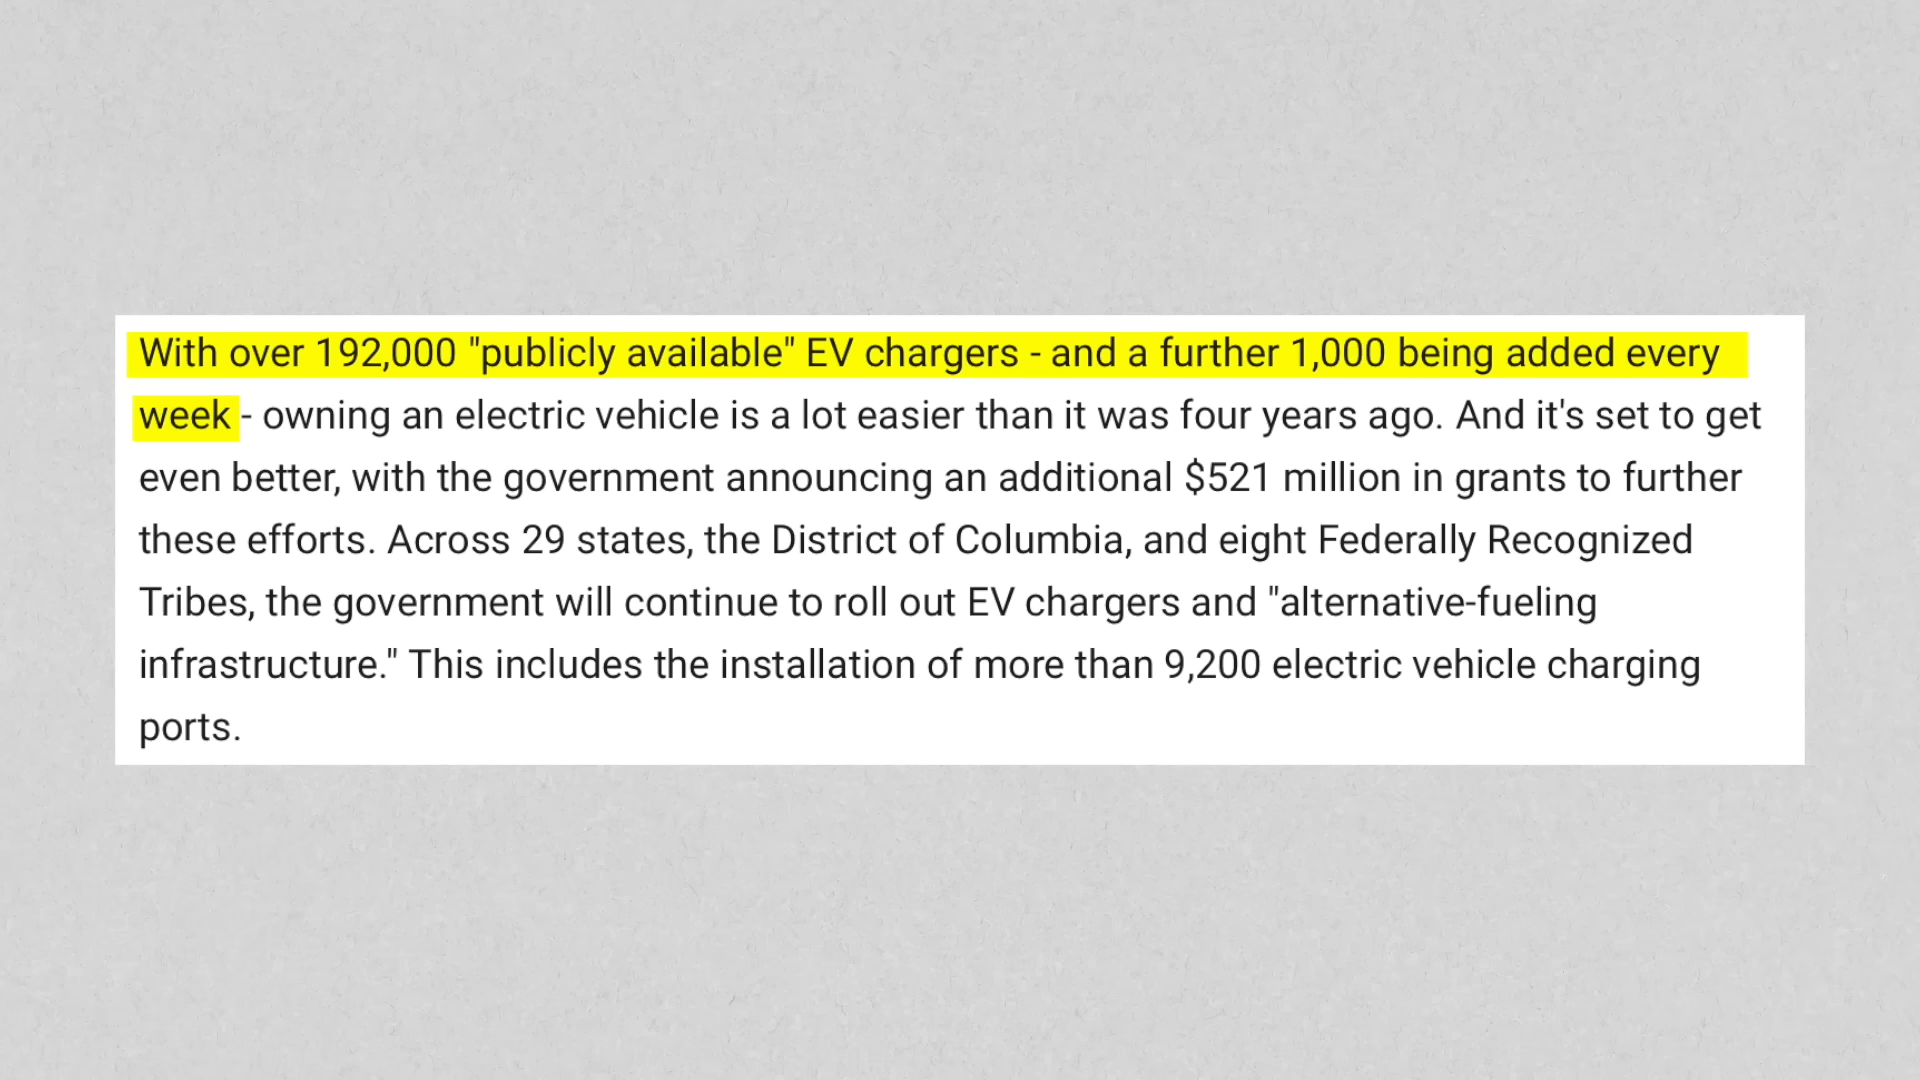 With over 192,000 "publicly available" EV chargers - and a further 1,000 being added every
week - owning an electric vehicle is a lot easier than it was four years ago. And it's set to get
even better, with the government announcing an additional $521 million in grants to further
these efforts. Across 29 states, the District of Columbia, and eight Federally Recognized
Tribes, the government will continue to roll out EV chargers and "alternative-fueling
infrastructure." This includes the installation of more than 9,200 electric vehicle charging
ports.